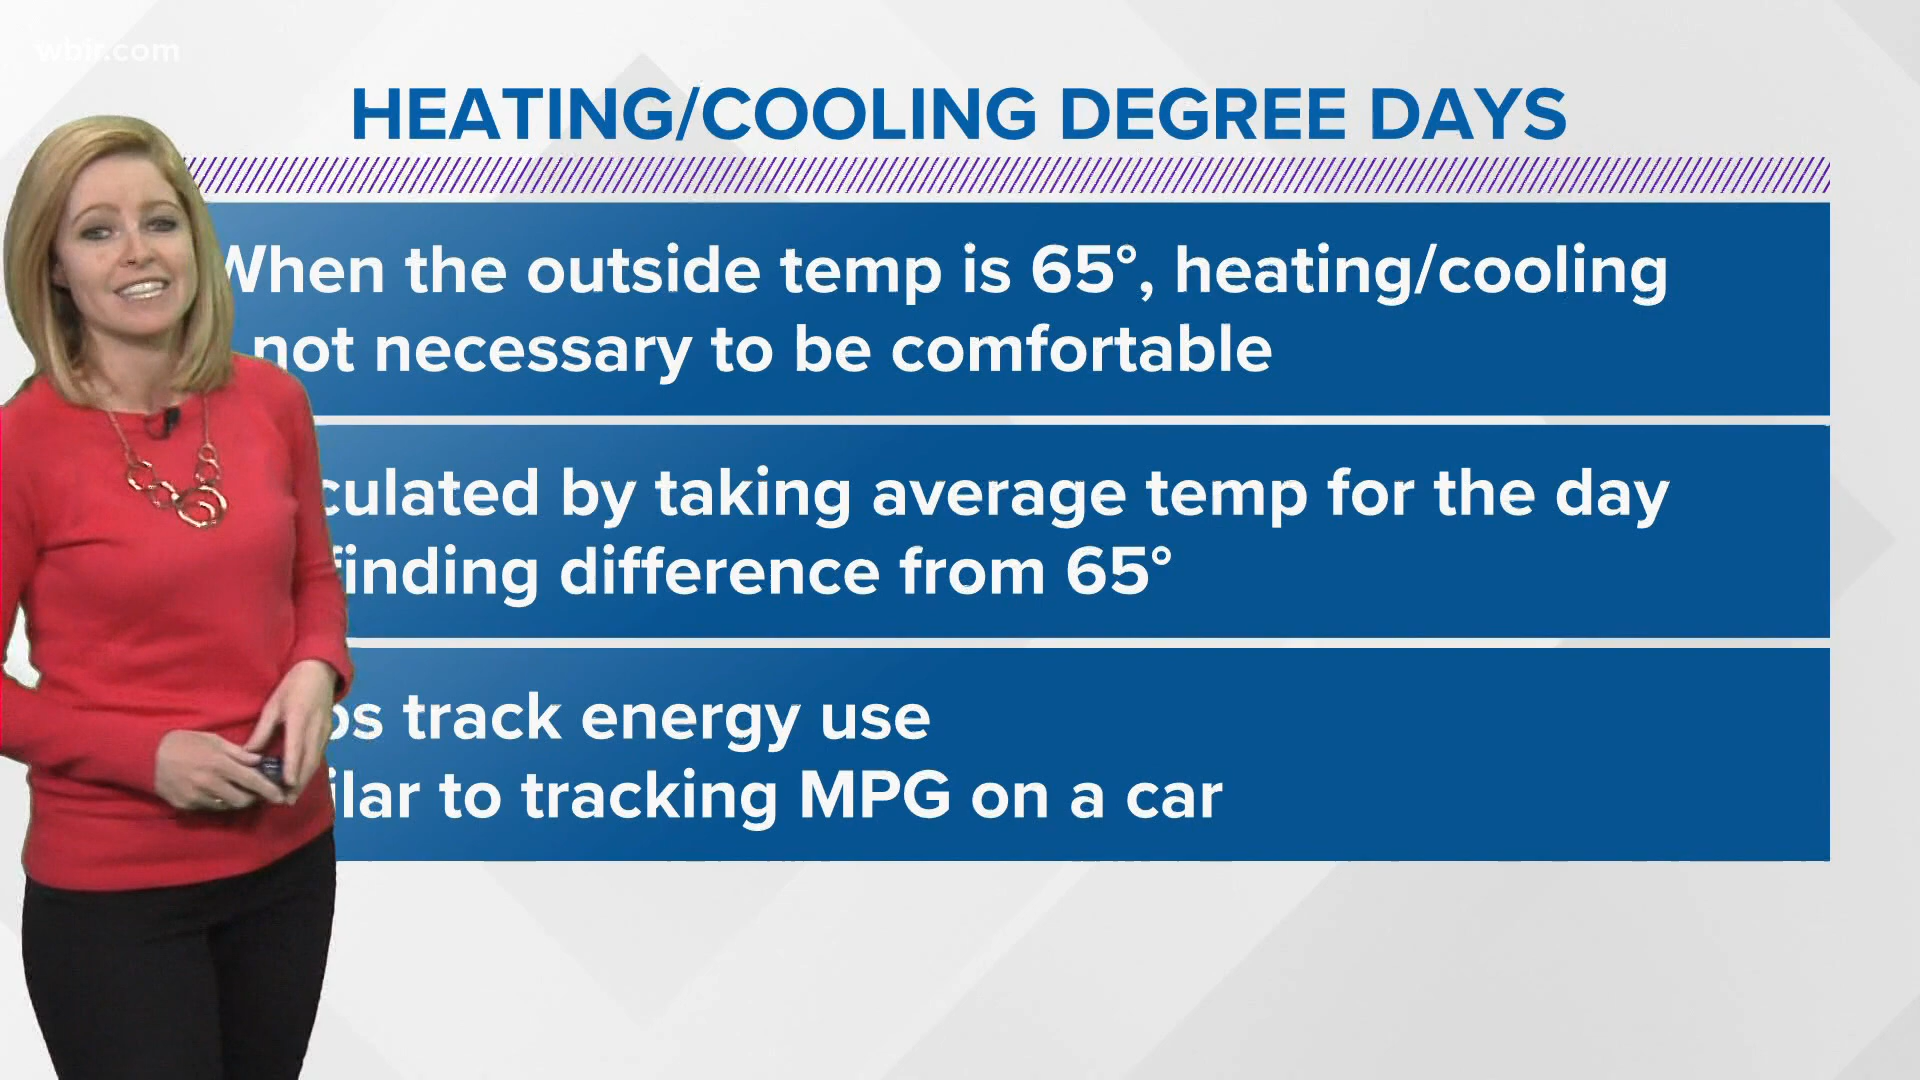 wbir.com
HEATING/COOLING DEGREE DAYS
When the outside temp is 65°, heating/cooling
not necessary to be comfortable
by taking average temp for the day
finding difference from 65°
track energy use
to tracking MPG on a car